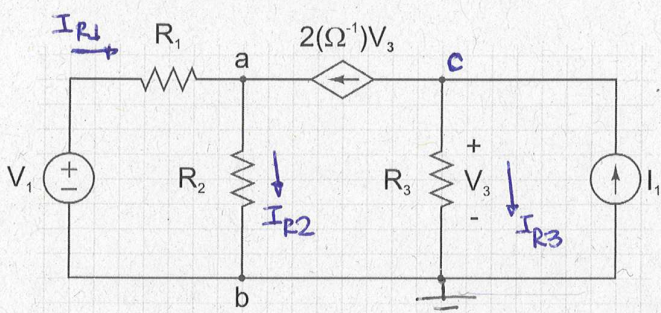 I_R1
R₁
a
2(Ω⁻¹)V₃
c
V₁
+
−
R₂
I_R2
R₃
+
V₃
-
I_R3
I₁
b